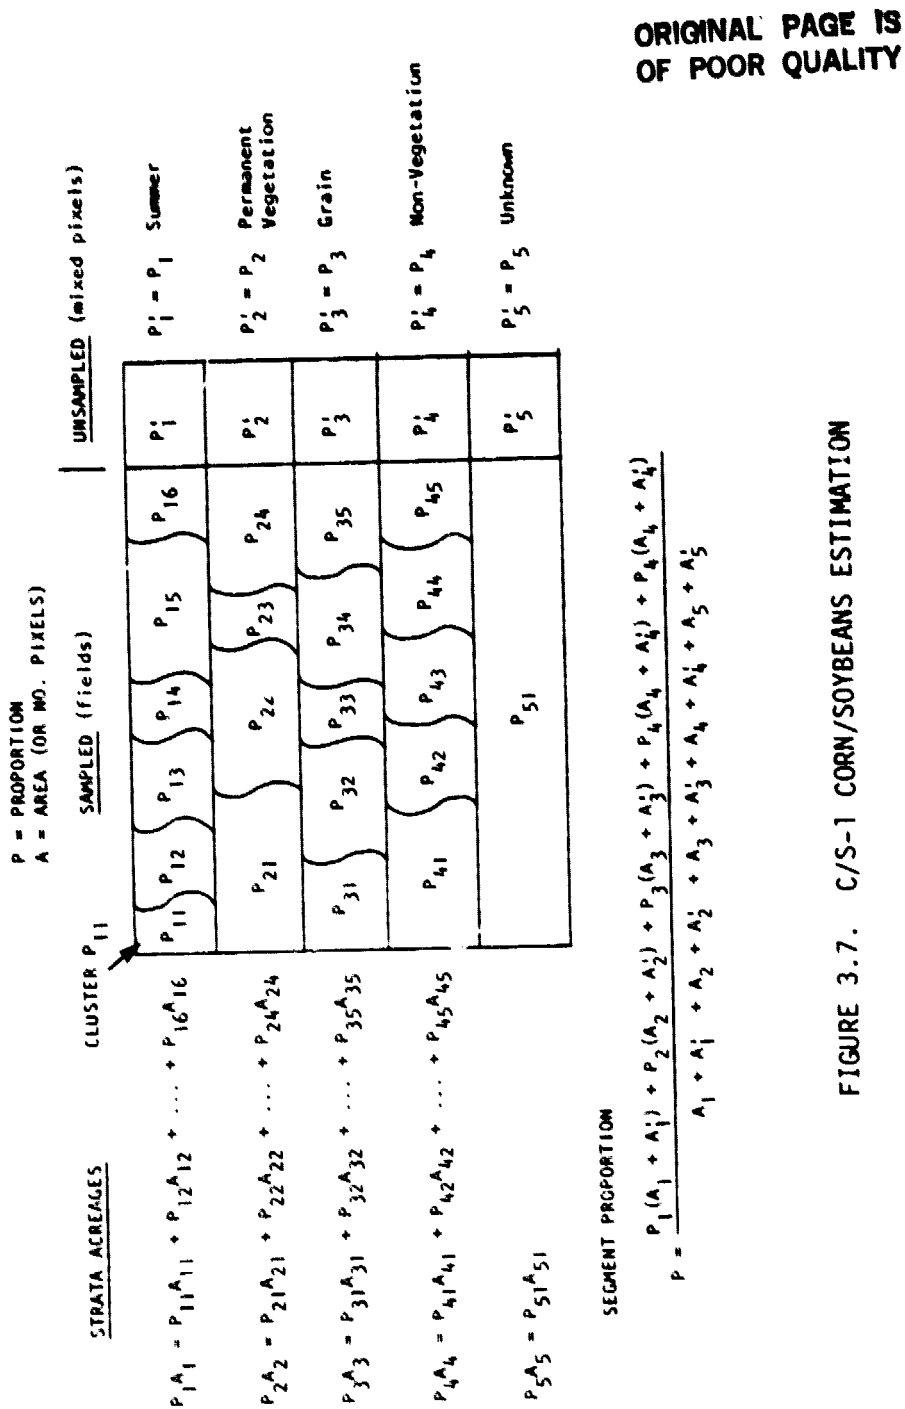 ORIGINAL PAGE IS
OF POOR QUALITY
P = PROPORTION
A = AREA (OR NO. PIXELS)
STRATA ACREAGES
CLUSTER P11
SAMPLED (fields)
UNSAMPLED (mixed pixels)
P1A1 = P11A11 + P12A12 + ... + P16A16
P11 P12 P13 P14 P15 P16 P'1
P'1 = P1 Summer
P2A2 = P21A21 + P22A22 + ... + P24A24
P21 P22 P23 P24 P'2
P'2 = P2 Permanent
Vegetation
P3A3 = P31A31 + P32A32 + ... + P35A35
P31 P32 P33 P34 P35 P'3
P'3 = P3 Grain
P4A4 = P41A41 + P42A42 + ... + P45A45
P41 P42 P43 P44 P45 P'4
P'4 = P4 Non-Vegetation
P5A5 = P51A51
P51 P'5
P'5 = P5 Unknown
SEGMENT PROPORTION
P = P1(A1 + A'1) + P2(A2 + A'2) + P3(A3 + A'3) + P4(A4 + A'4) + P4(A4 + A'4)
A1 + A'1 + A2 + A'2 + A3 + A'3 + A4 + A'4 + A5 + A'5
FIGURE 3.7. C/S-1 CORN/SOYBEANS ESTIMATION